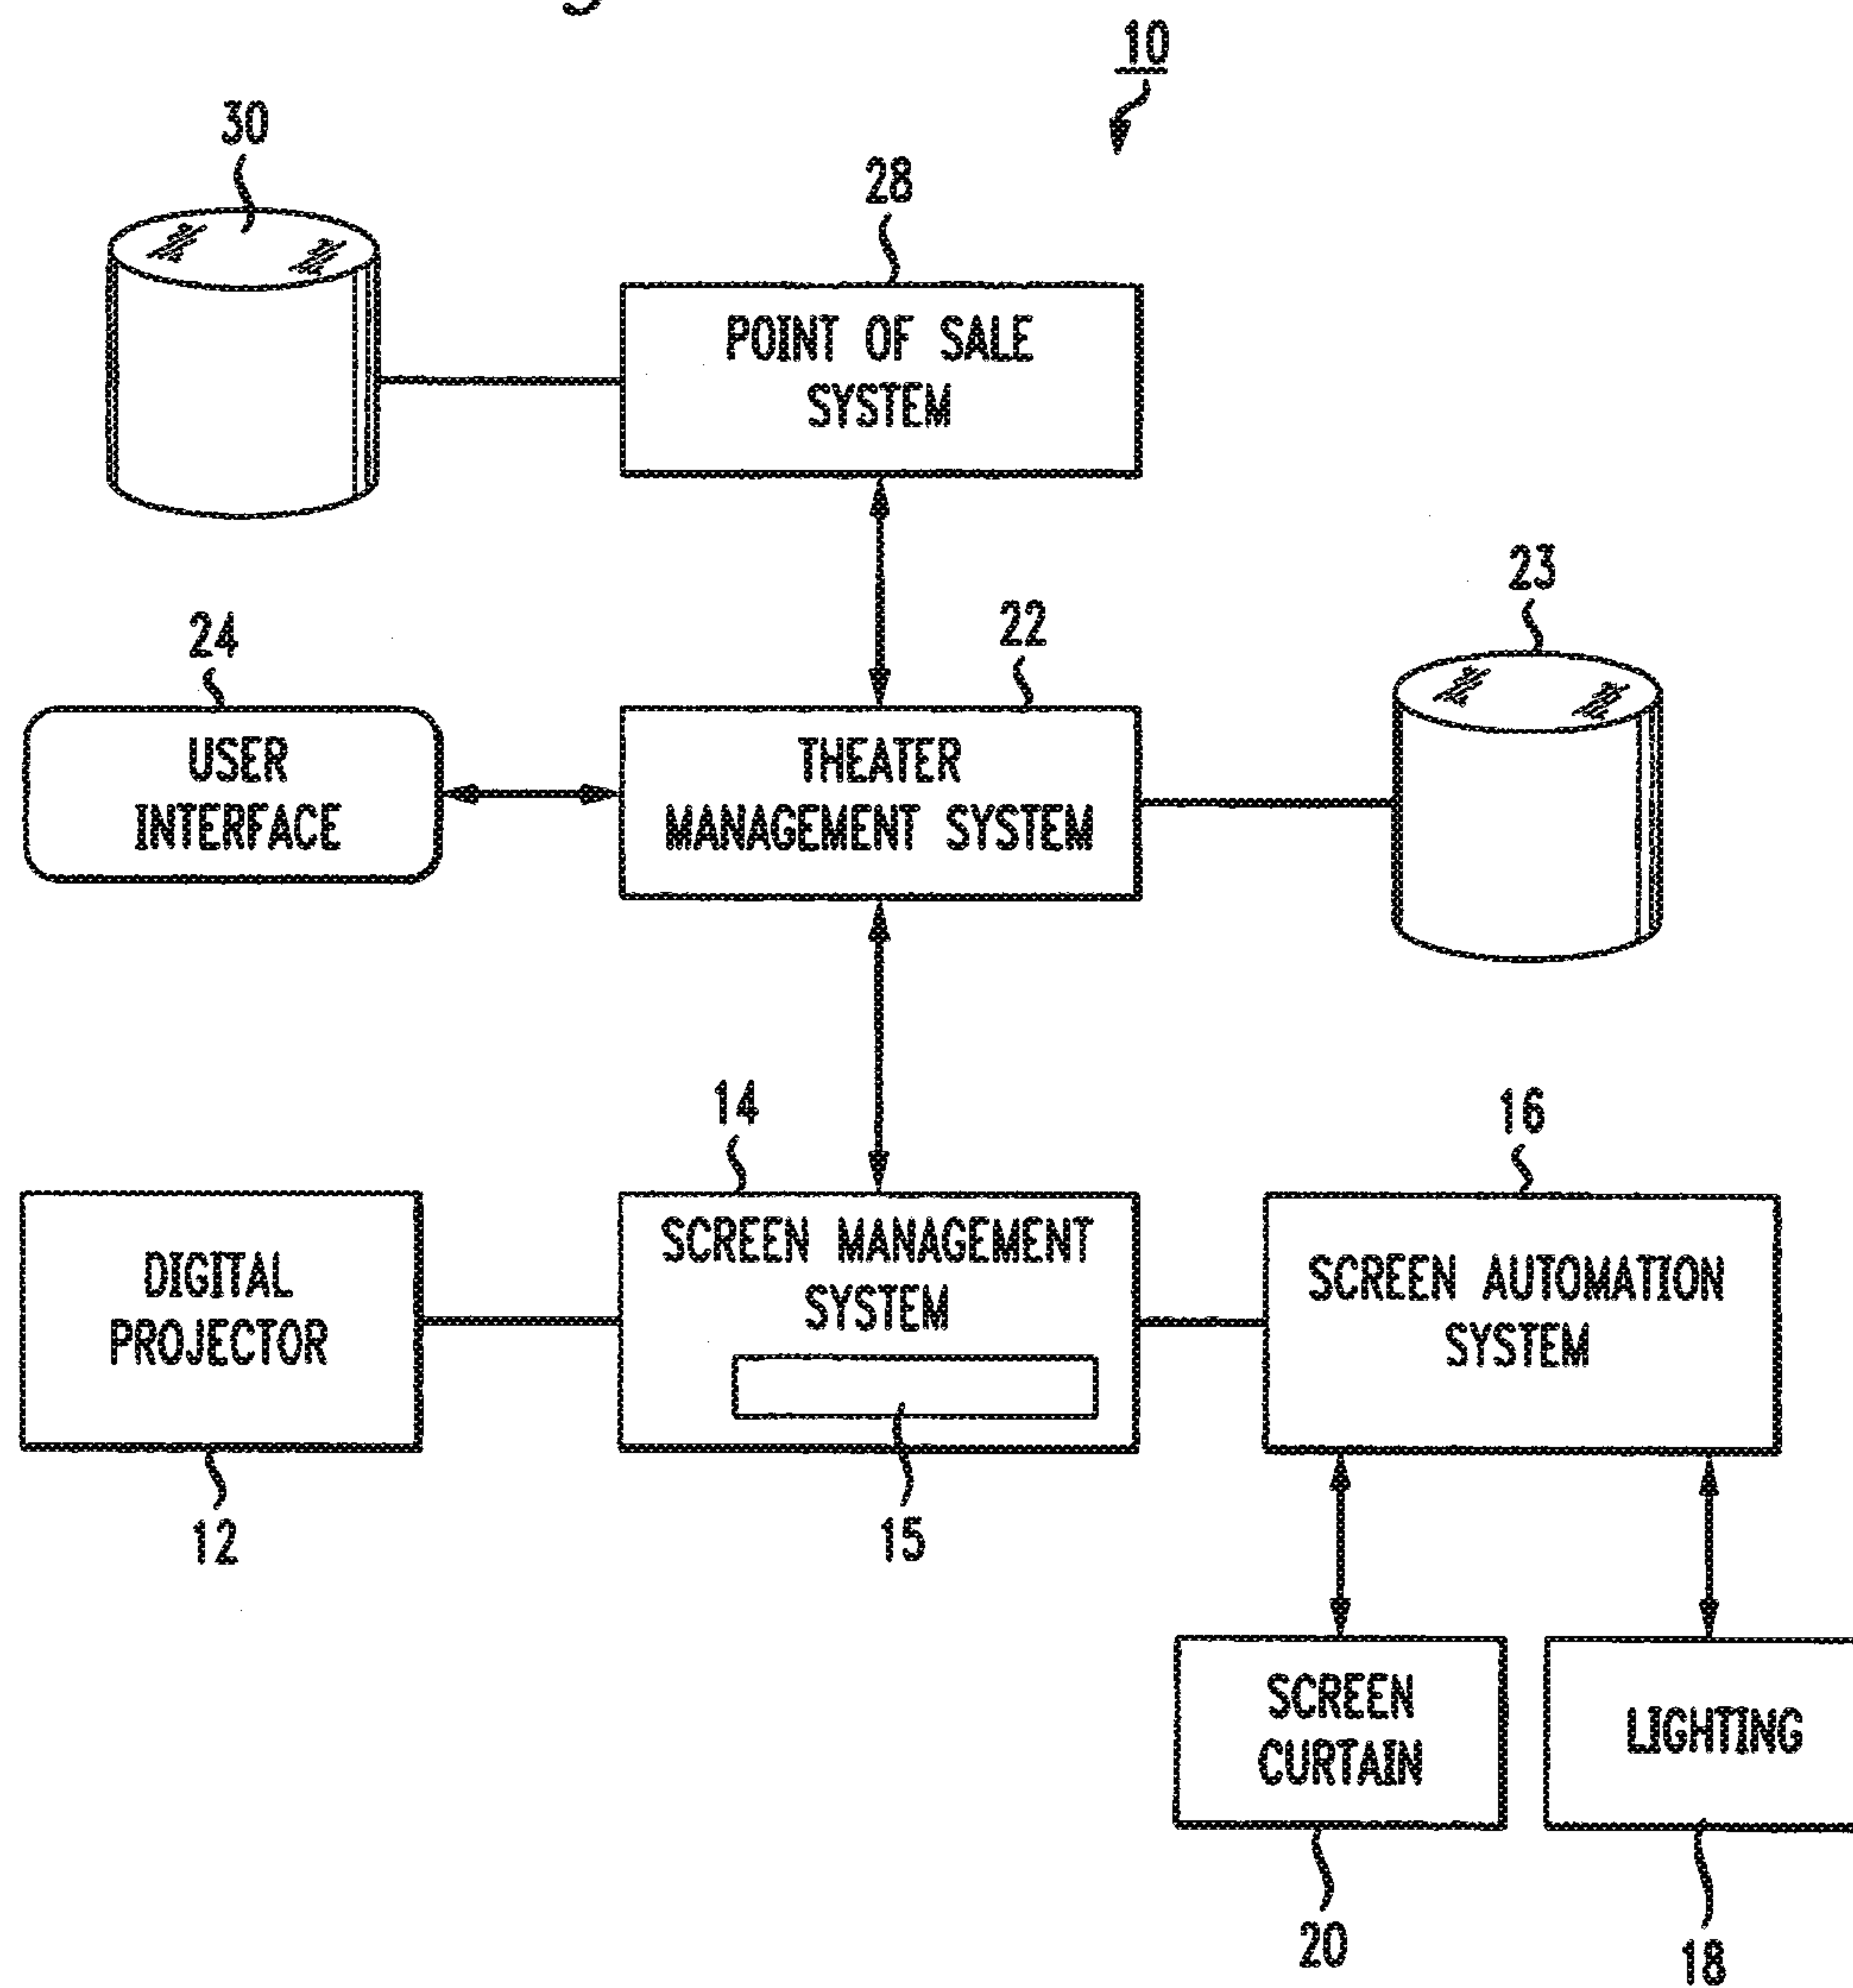 10
30
28
POINT OF SALE
SYSTEM
23
24
22
USER
INTERFACE
THEATER
MANAGEMENT SYSTEM
14
16
DIGITAL
PROJECTOR
SCREEN MANAGEMENT
SYSTEM
SCREEN AUTOMATION
SYSTEM
12
15
SCREEN
CURTAIN
LIGHTING
20
18